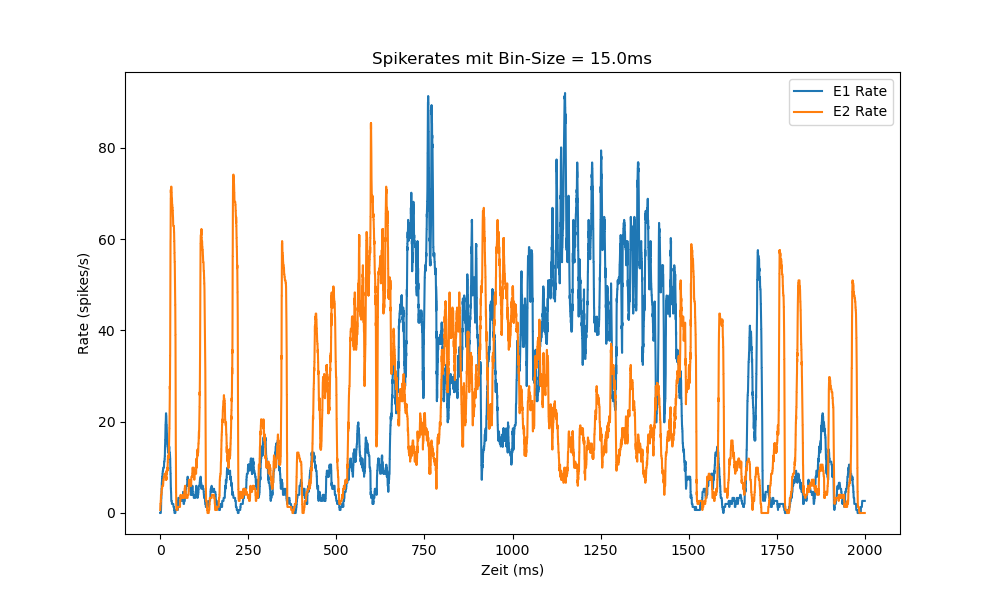 Spikerates mit Bin-Size = 15.0ms
E1 Rate
E2 Rate
Rate (spikes/s)
80
60
40
20
0
0 250 500 750 1000 1250 1500 1750 2000
Zeit (ms)